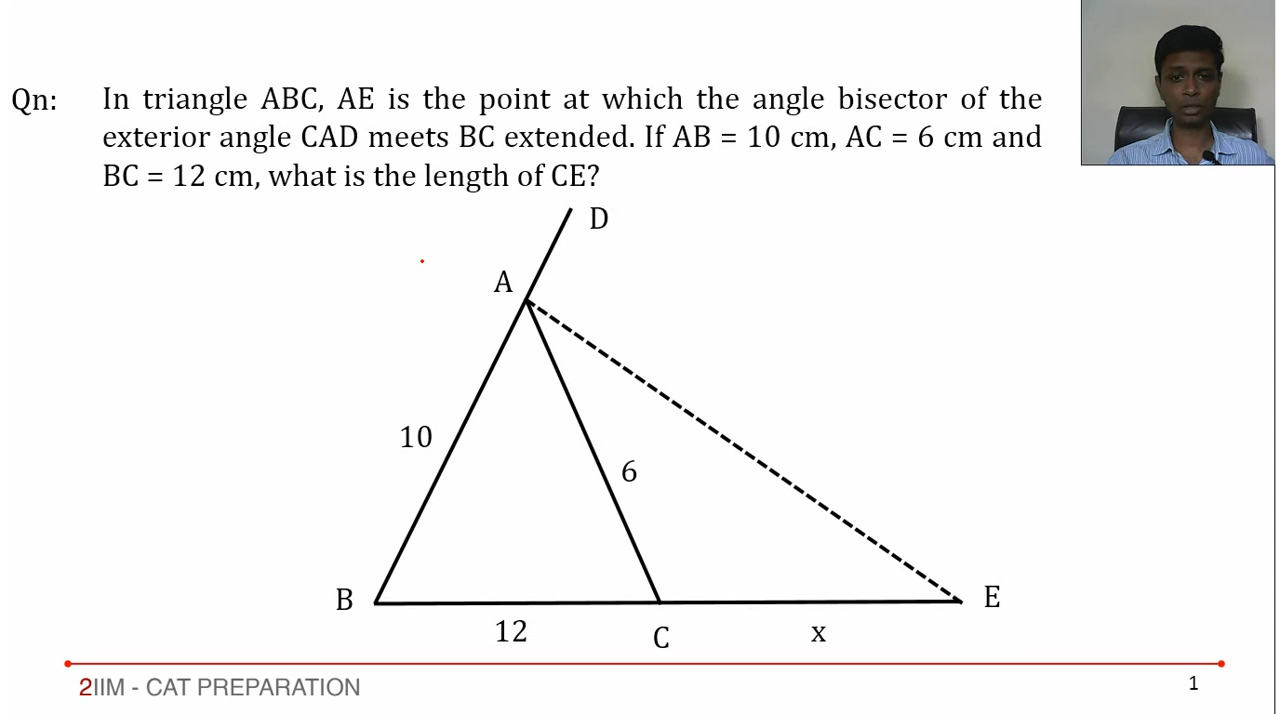 Qn: In triangle ABC, AE is the point at which the angle bisector of the
exterior angle CAD meets BC extended. If AB = 10 cm, AC = 6 cm and
BC = 12 cm, what is the length of CE?
D
A
10
6
B
E
12
C
x
2IIM - CAT PREPARATION
1